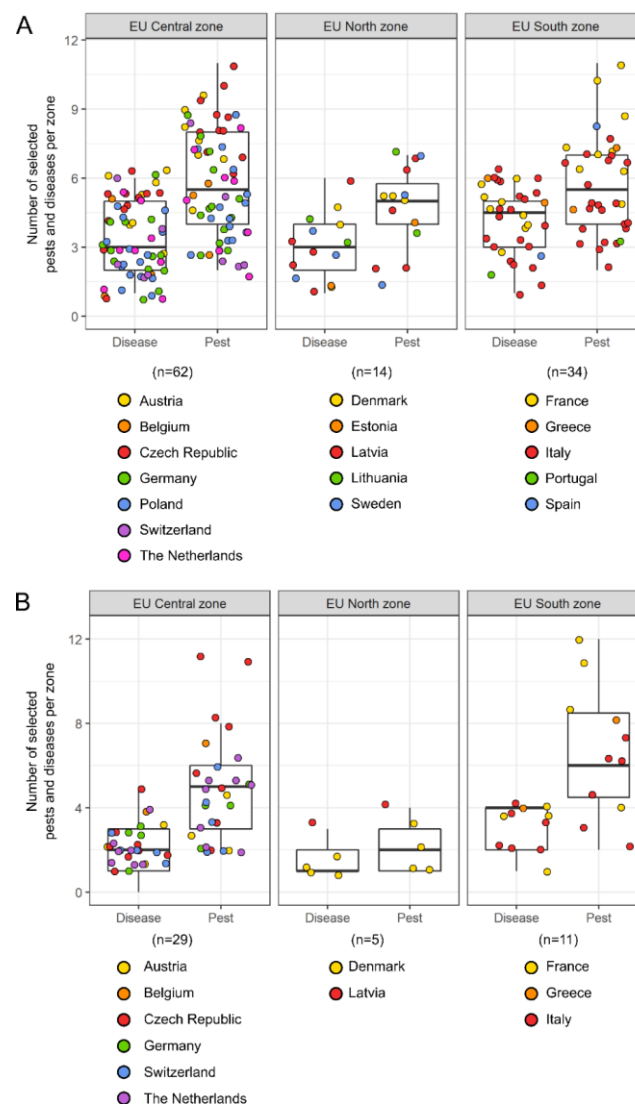 A
EU Central zone EU North zone EU South zone
Number of selected
pests and diseases per zone
12
9
6
3
0
Disease Pest Disease Pest Disease Pest
(n=62) (n=14) (n=34)
Austria Denmark France
Belgium Estonia Greece
Czech Republic Latvia Italy
Germany Lithuania Portugal
Poland Sweden Spain
Switzerland
The Netherlands
B
EU Central zone EU North zone EU South zone
Number of selected
pests and diseases per zone
12
8
4
0
Disease Pest Disease Pest Disease Pest
(n=29) (n=5) (n=11)
Austria Denmark France
Belgium Latvia Greece
Czech Republic Italy
Germany
Switzerland
The Netherlands